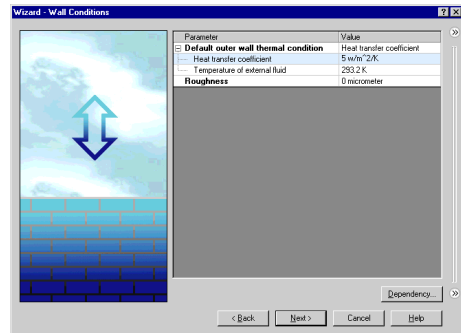 Wizard - Wall Conditions
Parameter Value
Default outer wall thermal condition Heat transfer coefficient
Heat transfer coefficient 5 w/m^2/K
Temperature of external fluid 293.2 K
Roughness 0 micrometer
Dependency...
< Back Next > Cancel Help